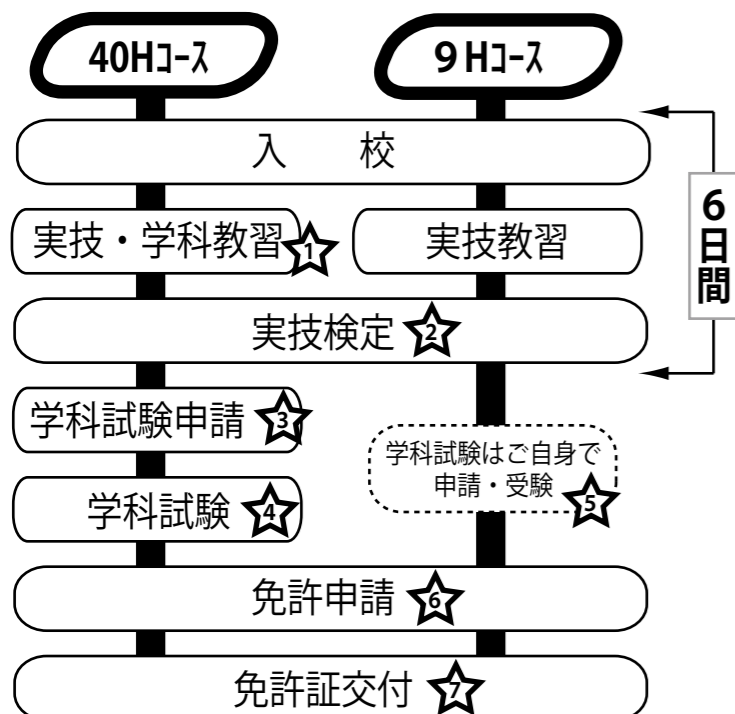 40Hコース
9Hコース
入　校
6日間
実技・学科教習 1
実技教習
実技検定 2
学科試験申請 3
学科試験はご自身で
申請・受験 5
学科試験 4
免許申請 6
免許証交付 7